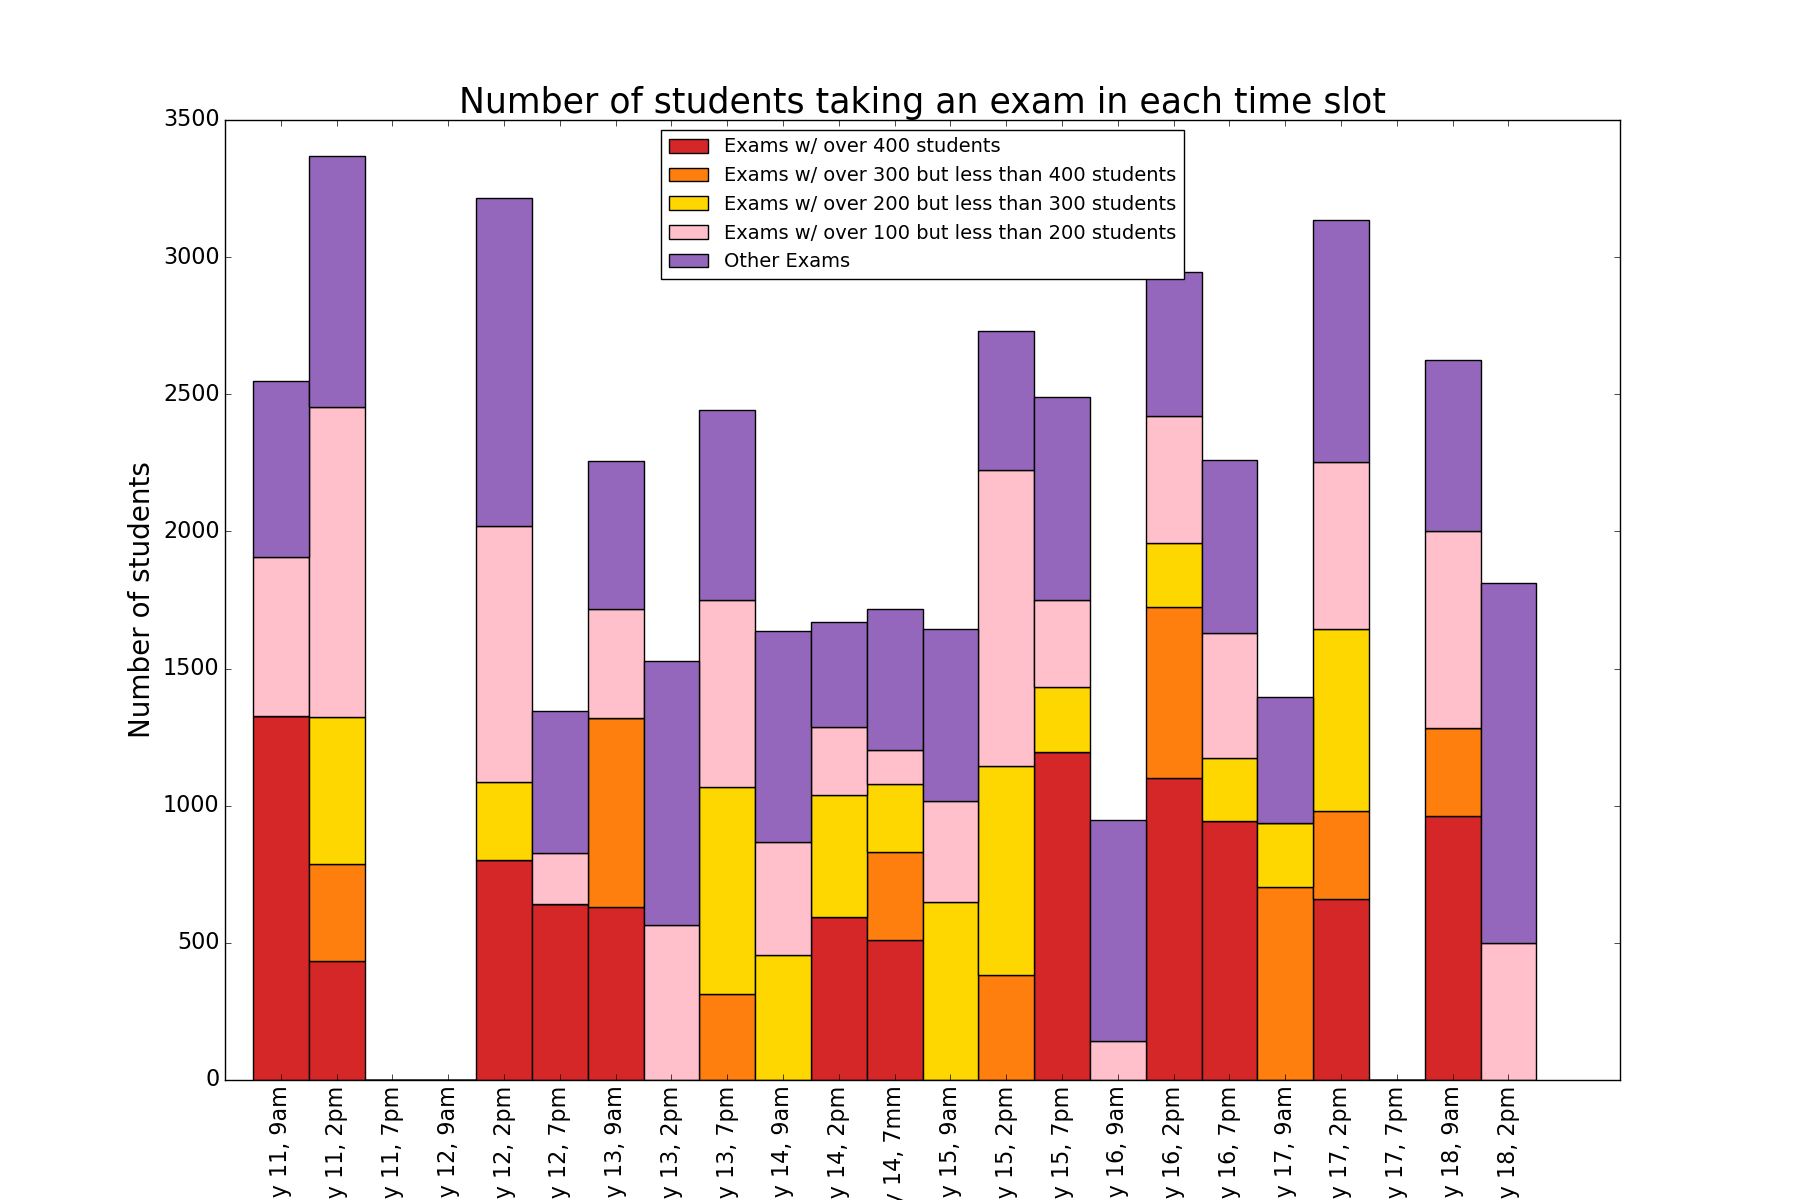 Number of students taking an exam in each time slot
3500
3000
2500
2000
1500
1000
500
0
Number of students
Exams w/ over 400 students
Exams w/ over 300 but less than 400 students
Exams w/ over 200 but less than 300 students
Exams w/ over 100 but less than 200 students
Other Exams
y 11, 9am
y 11, 2pm
y 11, 7pm
y 12, 9am
y 12, 2pm
y 12, 7pm
y 13, 9am
y 13, 2pm
y 13, 7pm
y 14, 9am
y 14, 2pm
y 14, 7mm
y 15, 9am
y 15, 2pm
y 15, 7pm
y 16, 9am
y 16, 2pm
y 16, 7pm
y 17, 9am
y 17, 2pm
y 17, 7pm
y 18, 9am
y 18, 2pm